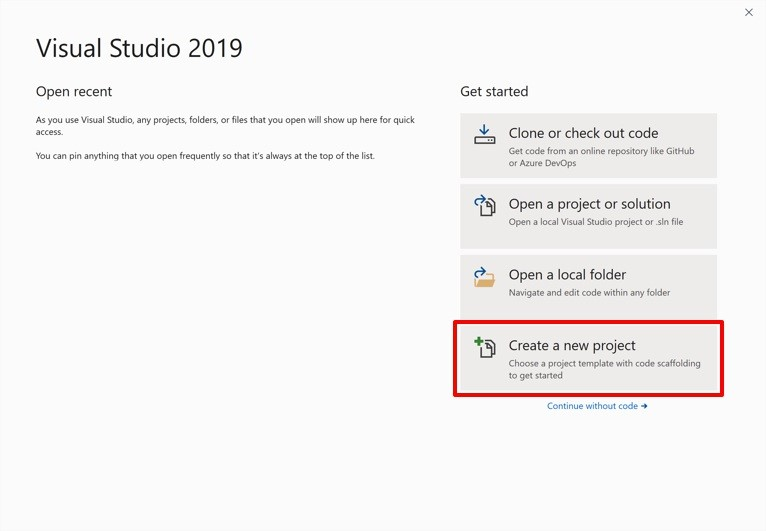 Visual Studio 2019
Open recent
As you use Visual Studio, any projects, folders, or files that you open will show up here for quick
access.
You can pin anything that you open frequently so that it's always at the top of the list.
Get started
Clone or check out code
Get code from an online repository like GitHub
or Azure DevOps
Open a project or solution
Open a local Visual Studio project or .sln file
Open a local folder
Navigate and edit code within any folder
Create a new project
Choose a project template with code scaffolding
to get started
Continue without code →